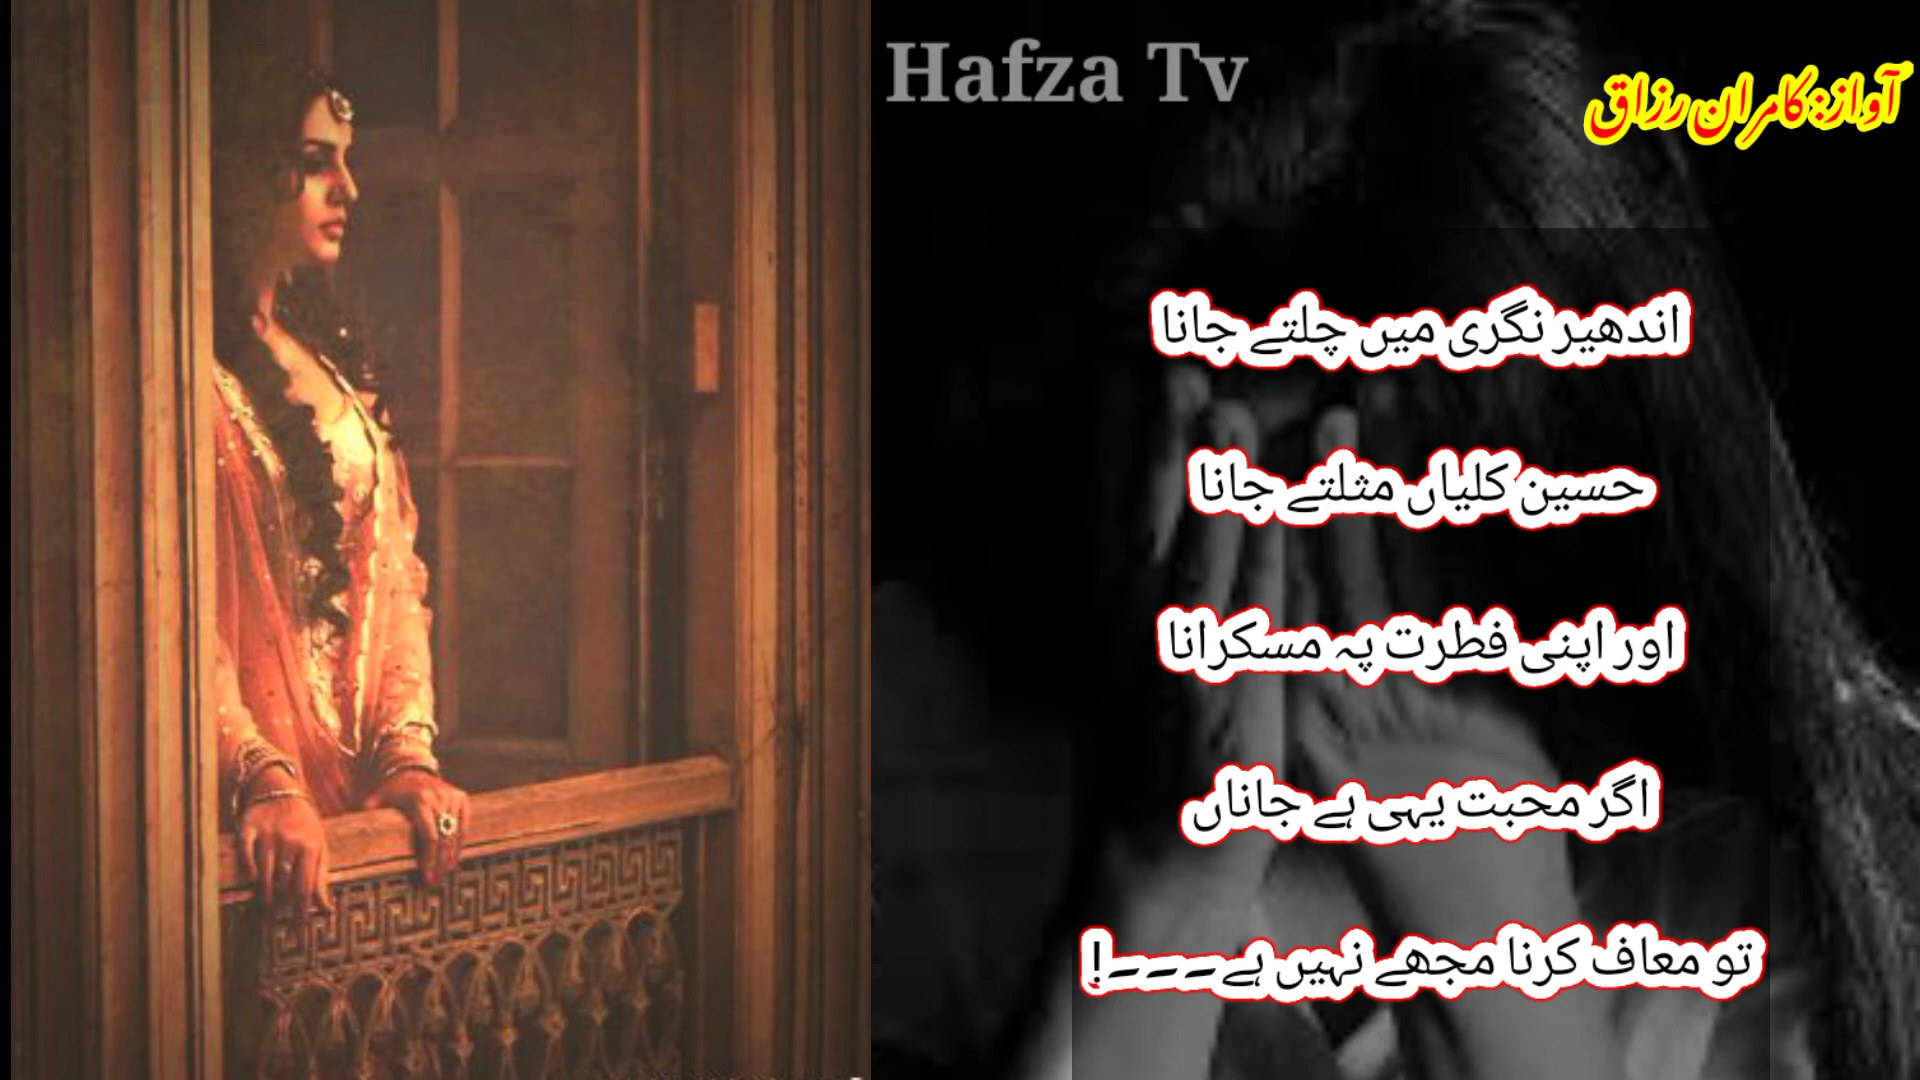 Hafza Tv
آواز: کامران رزاق
اندھیر نگری میں چلتے جانا
حسین کلیاں مثلتے جانا
اور اپنی فطرت پہ مسکرانا
اگر محبت یہی ہے جاناں
تو معاف کرنا مجھے نہیں ہے۔۔۔!